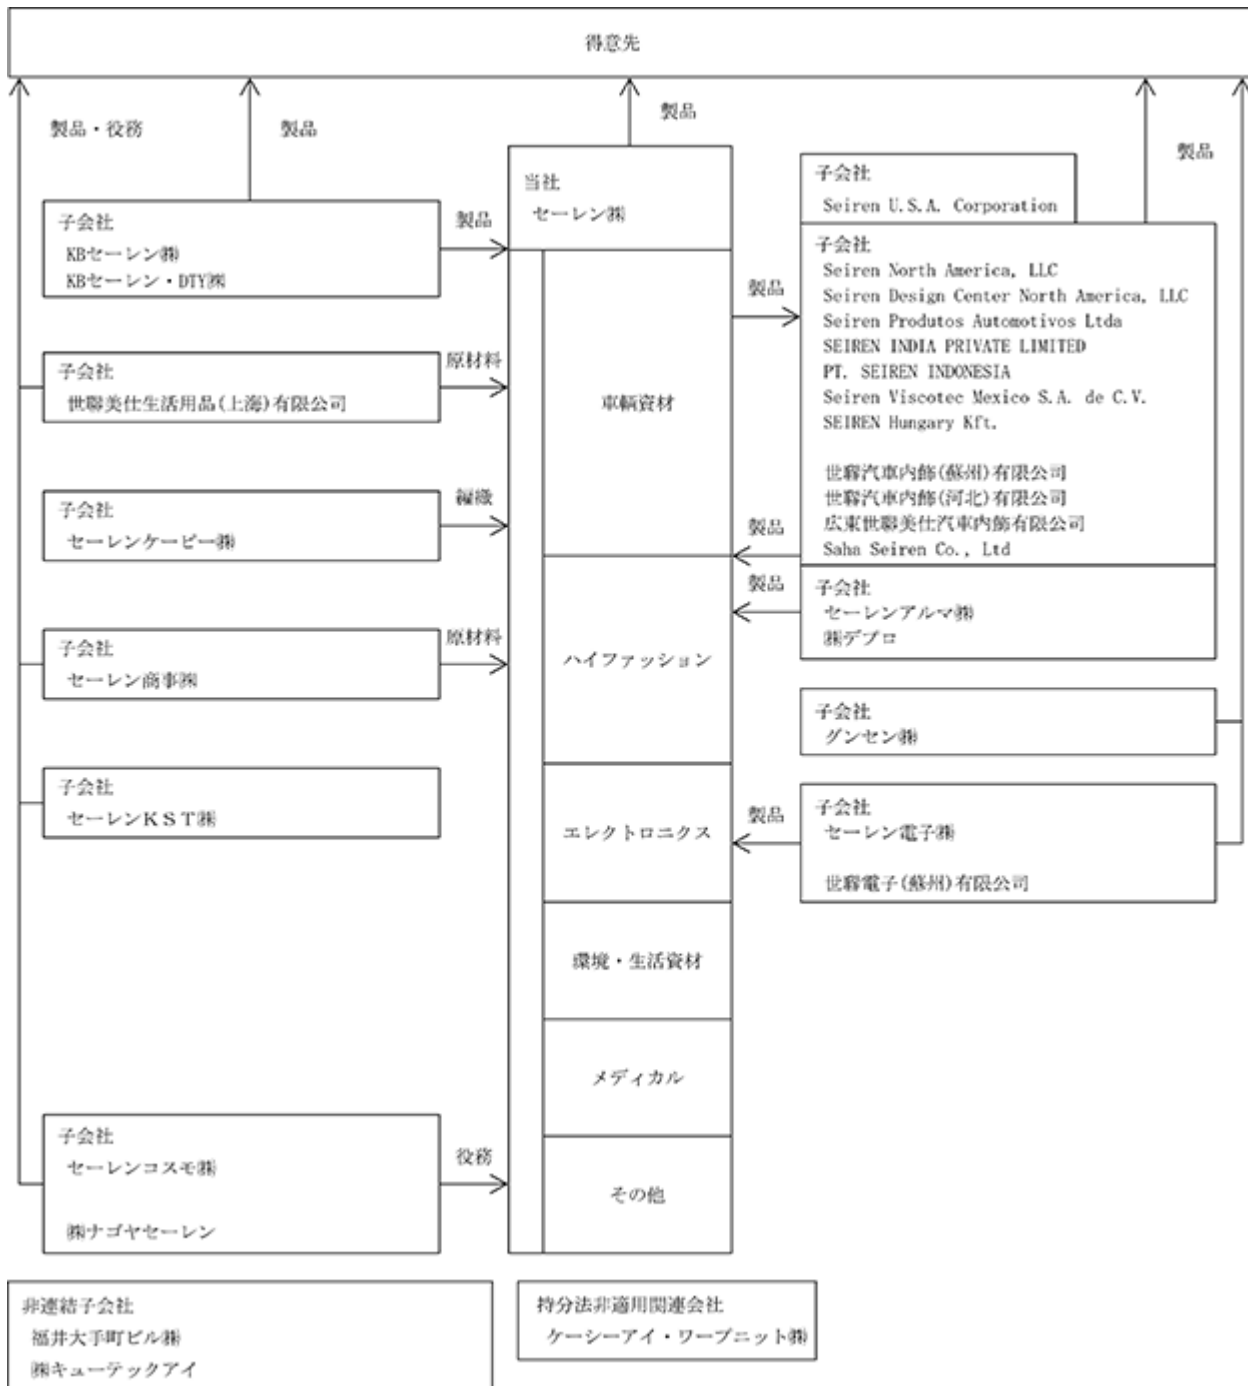 得意先
製品・役務
製品
製品
製品
子会社
KBセーレン㈱
KBセーレン・DTY㈱
製品
子会社
世聯美仕生活用品(上海)有限公司
原材料
子会社
セーレンケーピー㈱
編織
子会社
セーレン商事㈱
原材料
子会社
セーレンKST㈱
子会社
セーレンコスモ㈱
㈱ナゴヤセーレン
役務
当社
セーレン㈱
車輌資材
ハイファッション
エレクトロニクス
環境・生活資材
メディカル
その他
子会社
Seiren U.S.A. Corporation
製品
子会社
Seiren North America, LLC
Seiren Design Center North America, LLC
Seiren Produtos Automotivos Ltda
SEIREN INDIA PRIVATE LIMITED
PT. SEIREN INDONESIA
Seiren Viscotec Mexico S.A. de C.V.
SEIREN Hungary Kft.
世聯汽車内飾(蘇州)有限公司
世聯汽車内飾(河北)有限公司
広東世聯美仕汽車内飾有限公司
Saha Seiren Co., Ltd
製品
製品
子会社
セーレンアルマ㈱
㈱デプロ
子会社
グンセン㈱
製品
子会社
セーレン電子㈱
世聯電子(蘇州)有限公司
非連結子会社
福井大手町ビル㈱
㈱キューテックアイ
持分法非適用関連会社
ケーシーアイ・ワープニット㈱